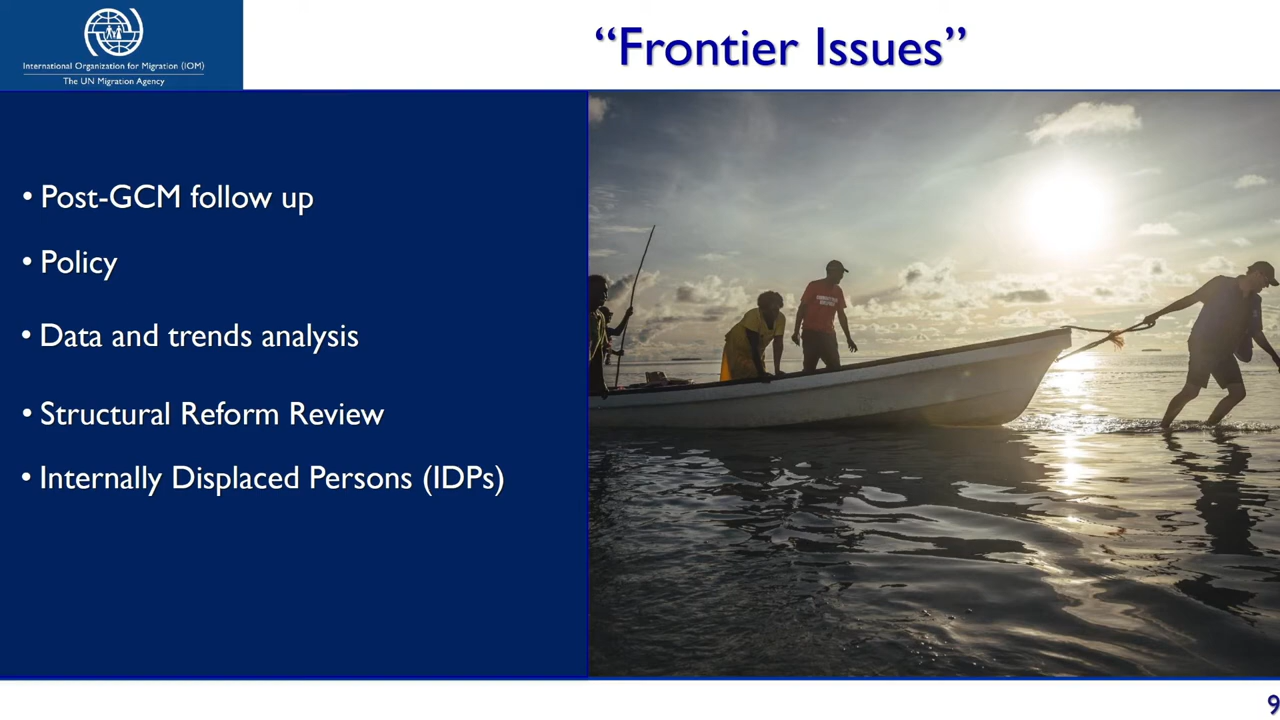 International Organization for Migration (IOM)
The UN Migration Agency
“Frontier Issues”
• Post-GCM follow up
• Policy
• Data and trends analysis
• Structural Reform Review
• Internally Displaced Persons (IDPs)
9